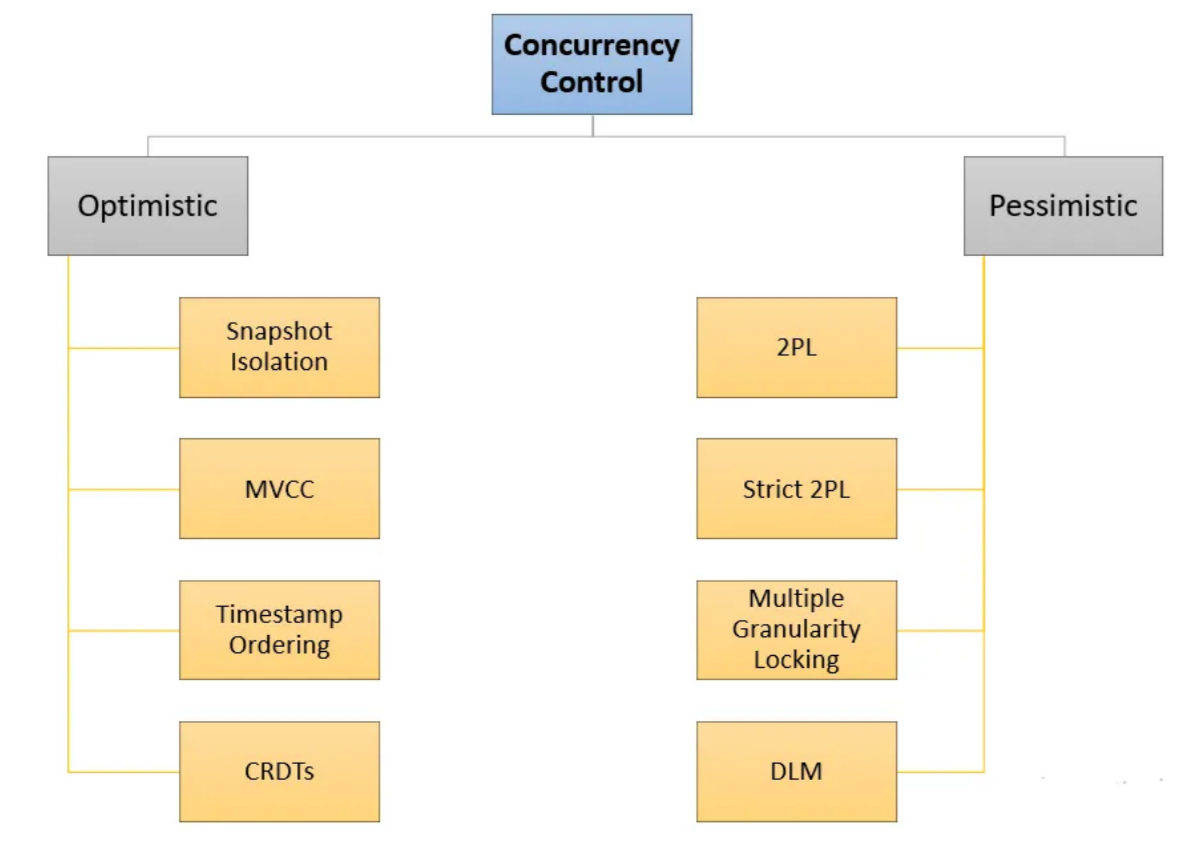 Concurrency
Control
Optimistic
Pessimistic
Snapshot
Isolation
2PL
MVCC
Strict 2PL
Timestamp
Ordering
Multiple
Granularity
Locking
CRDTs
DLM